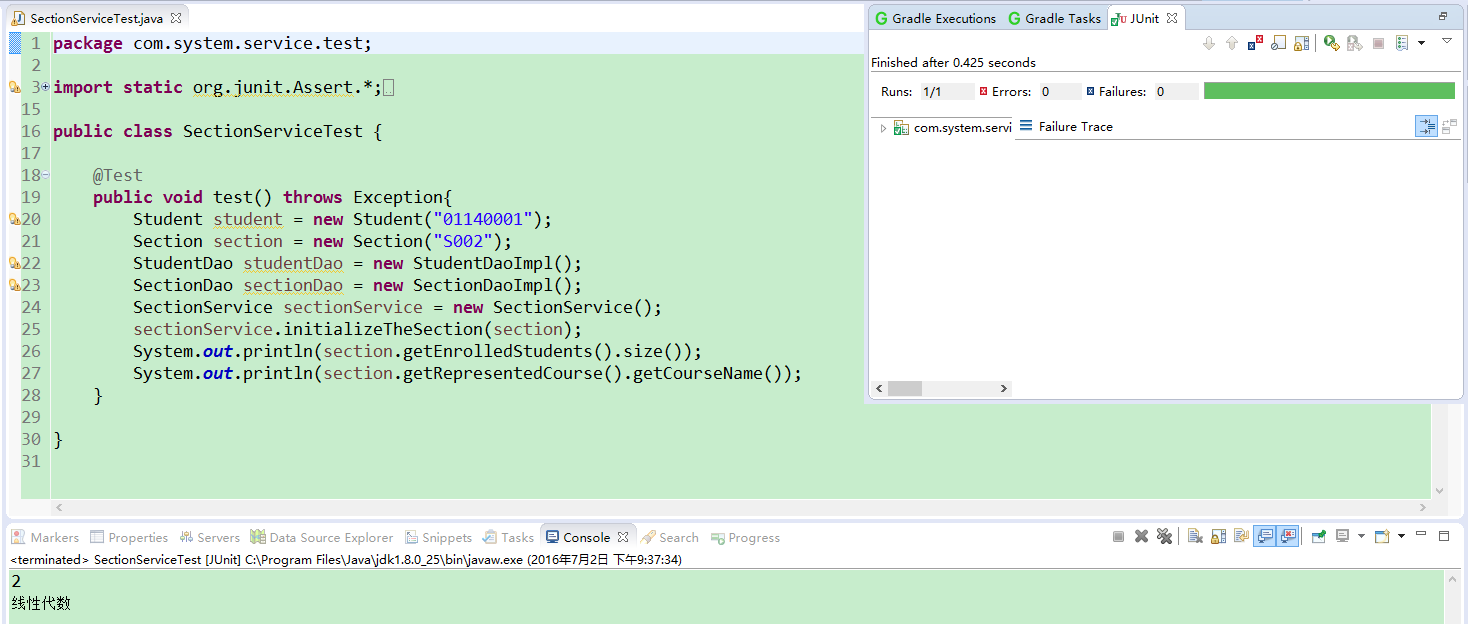 SectionServiceTest.java
1 package com.system.service.test;
2
3 import static org.junit.Assert.*;
15
16 public class SectionServiceTest {
17
18 @Test
19 public void test() throws Exception{
20 Student student = new Student("01140001");
21 Section section = new Section("S002");
22 StudentDao studentDao = new StudentDaoImpl();
23 SectionDao sectionDao = new SectionDaoImpl();
24 SectionService sectionService = new SectionService();
25 sectionService.initializeTheSection(section);
26 System.out.println(section.getEnrolledStudents().size());
27 System.out.println(section.getRepresentedCourse().getCourseName());
28 }
29
30 }
31
Gradle Executions Gradle Tasks JUnit
Finished after 0.425 seconds
Runs: 1/1 Errors: 0 Failures: 0
com.system.servi Failure Trace
Markers Properties Servers Data Source Explorer Snippets Tasks Console Search Progress
<terminated> SectionServiceTest [JUnit] C:\Program Files\Java\jdk1.8.0_25\bin\javaw.exe (2016年7月2日 下午9:37:34)
2
线性代数